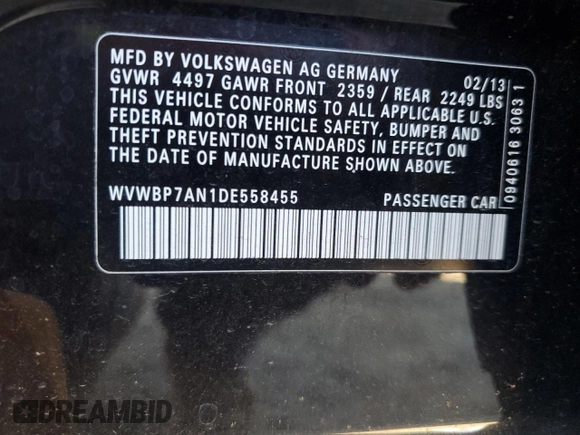 MFD BY VOLKSWAGEN AG GERMANY 02/13
GVWR 4497 GAWR FRONT 2359 / REAR 2249 LBS
THIS VEHICLE CONFORMS TO ALL APPLICABLE U.S.
FEDERAL MOTOR VEHICLE SAFETY, BUMPER AND
THEFT PREVENTION STANDARDS IN EFFECT ON
THE DATE OF MANUFACTURE SHOWN ABOVE.
WVWBP7AN1DE558455 PASSENGER CAR
0940616 3063 1
DREAMBID